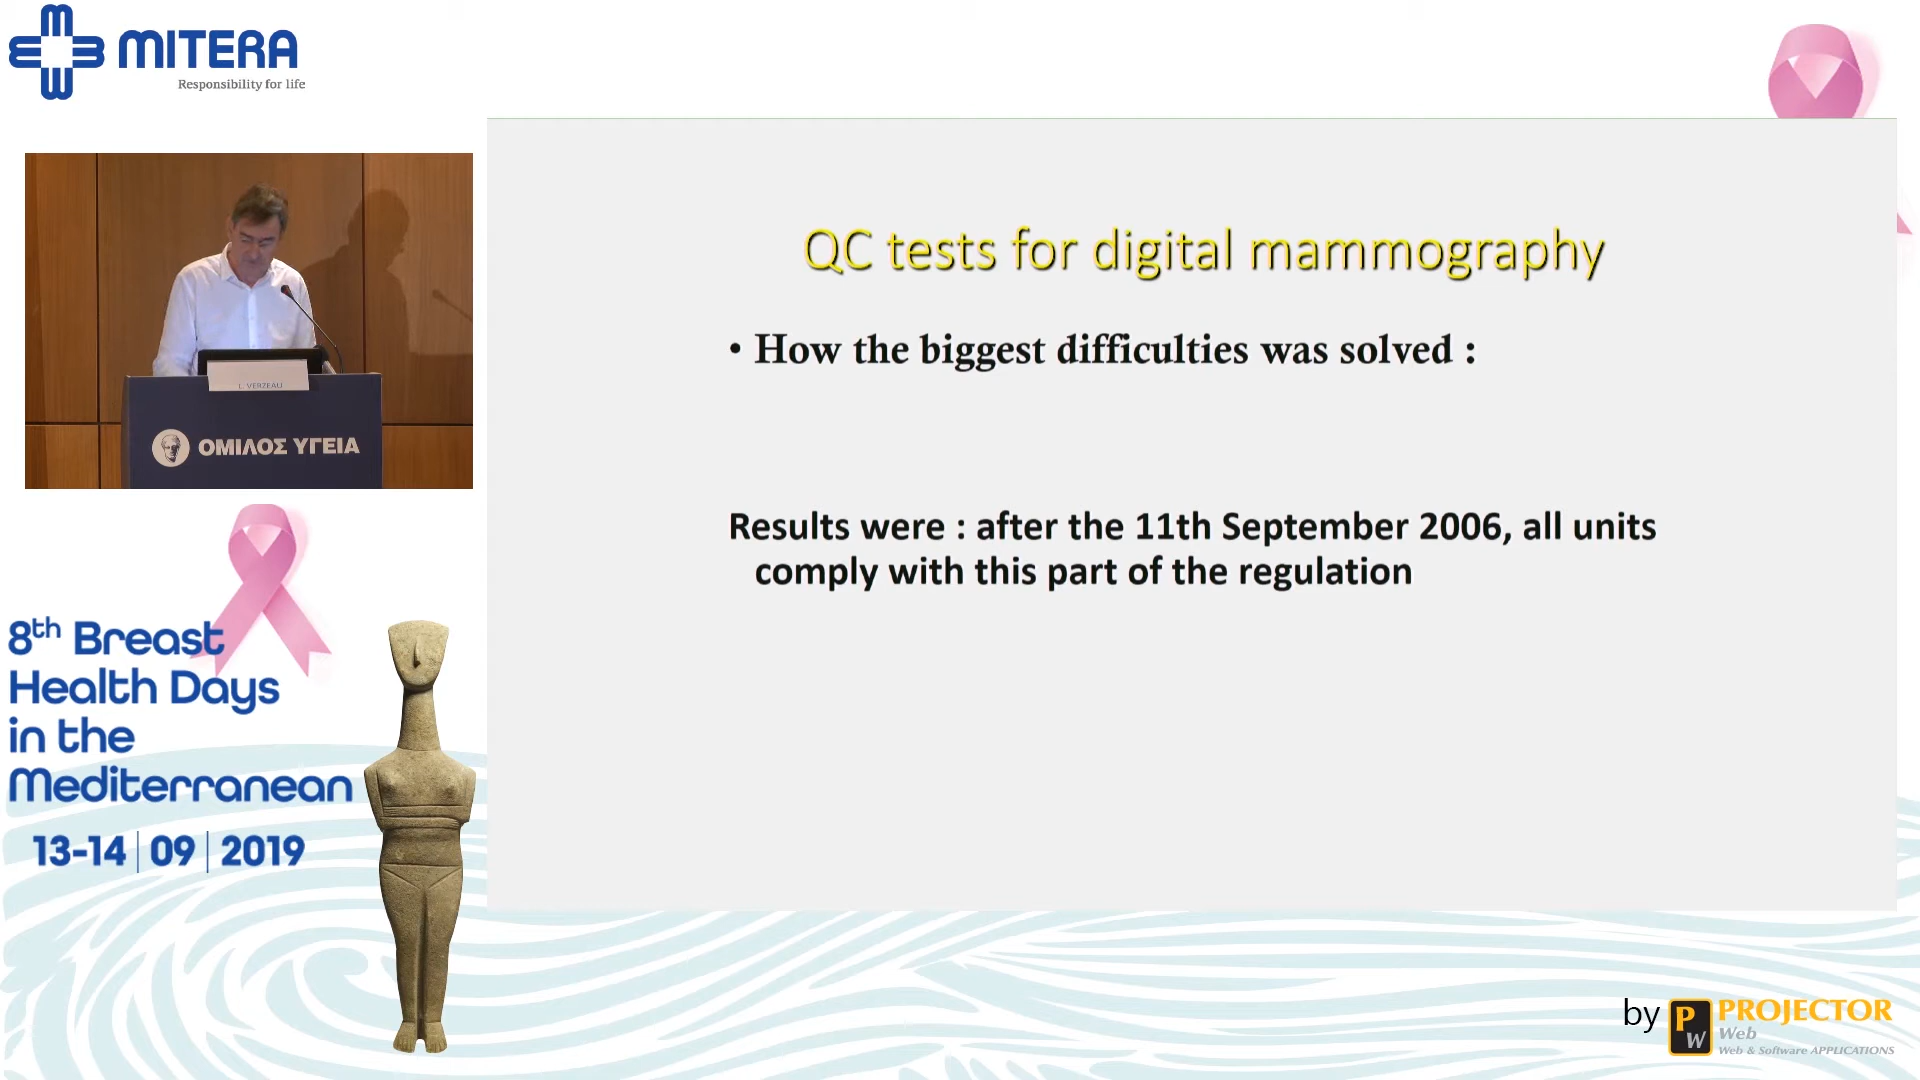 MITERA
Responsibility for life
L. VERZEAU
ΟΜΙΛΟΣ ΥΓΕΙΑ
8th Breast
Health Days
in the
Mediterranean
13-14 | 09 | 2019
QC tests for digital mammography
• How the biggest difficulties was solved :
Results were : after the 11th September 2006, all units
comply with this part of the regulation
by PW PROJECTOR
Web
Web & Software APPLICATIONS